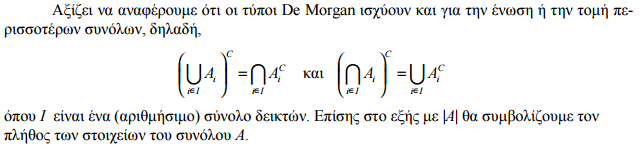 Αξίζει να αναφέρουμε ότι οι τύποι De Morgan ισχύουν και για την ένωση ή την τομή πε-
ρισσοτέρων συνόλων, δηλαδή,
(⋃_{i∈I} A_i)^C = ⋂_{i∈I} A_i^C και (⋂_{i∈I} A_i)^C = ⋃_{i∈I} A_i^C
όπου I είναι ένα (αριθμήσιμο) σύνολο δεικτών. Επίσης στο εξής με |A| θα συμβολίζουμε τον
πλήθος των στοιχείων του συνόλου A.